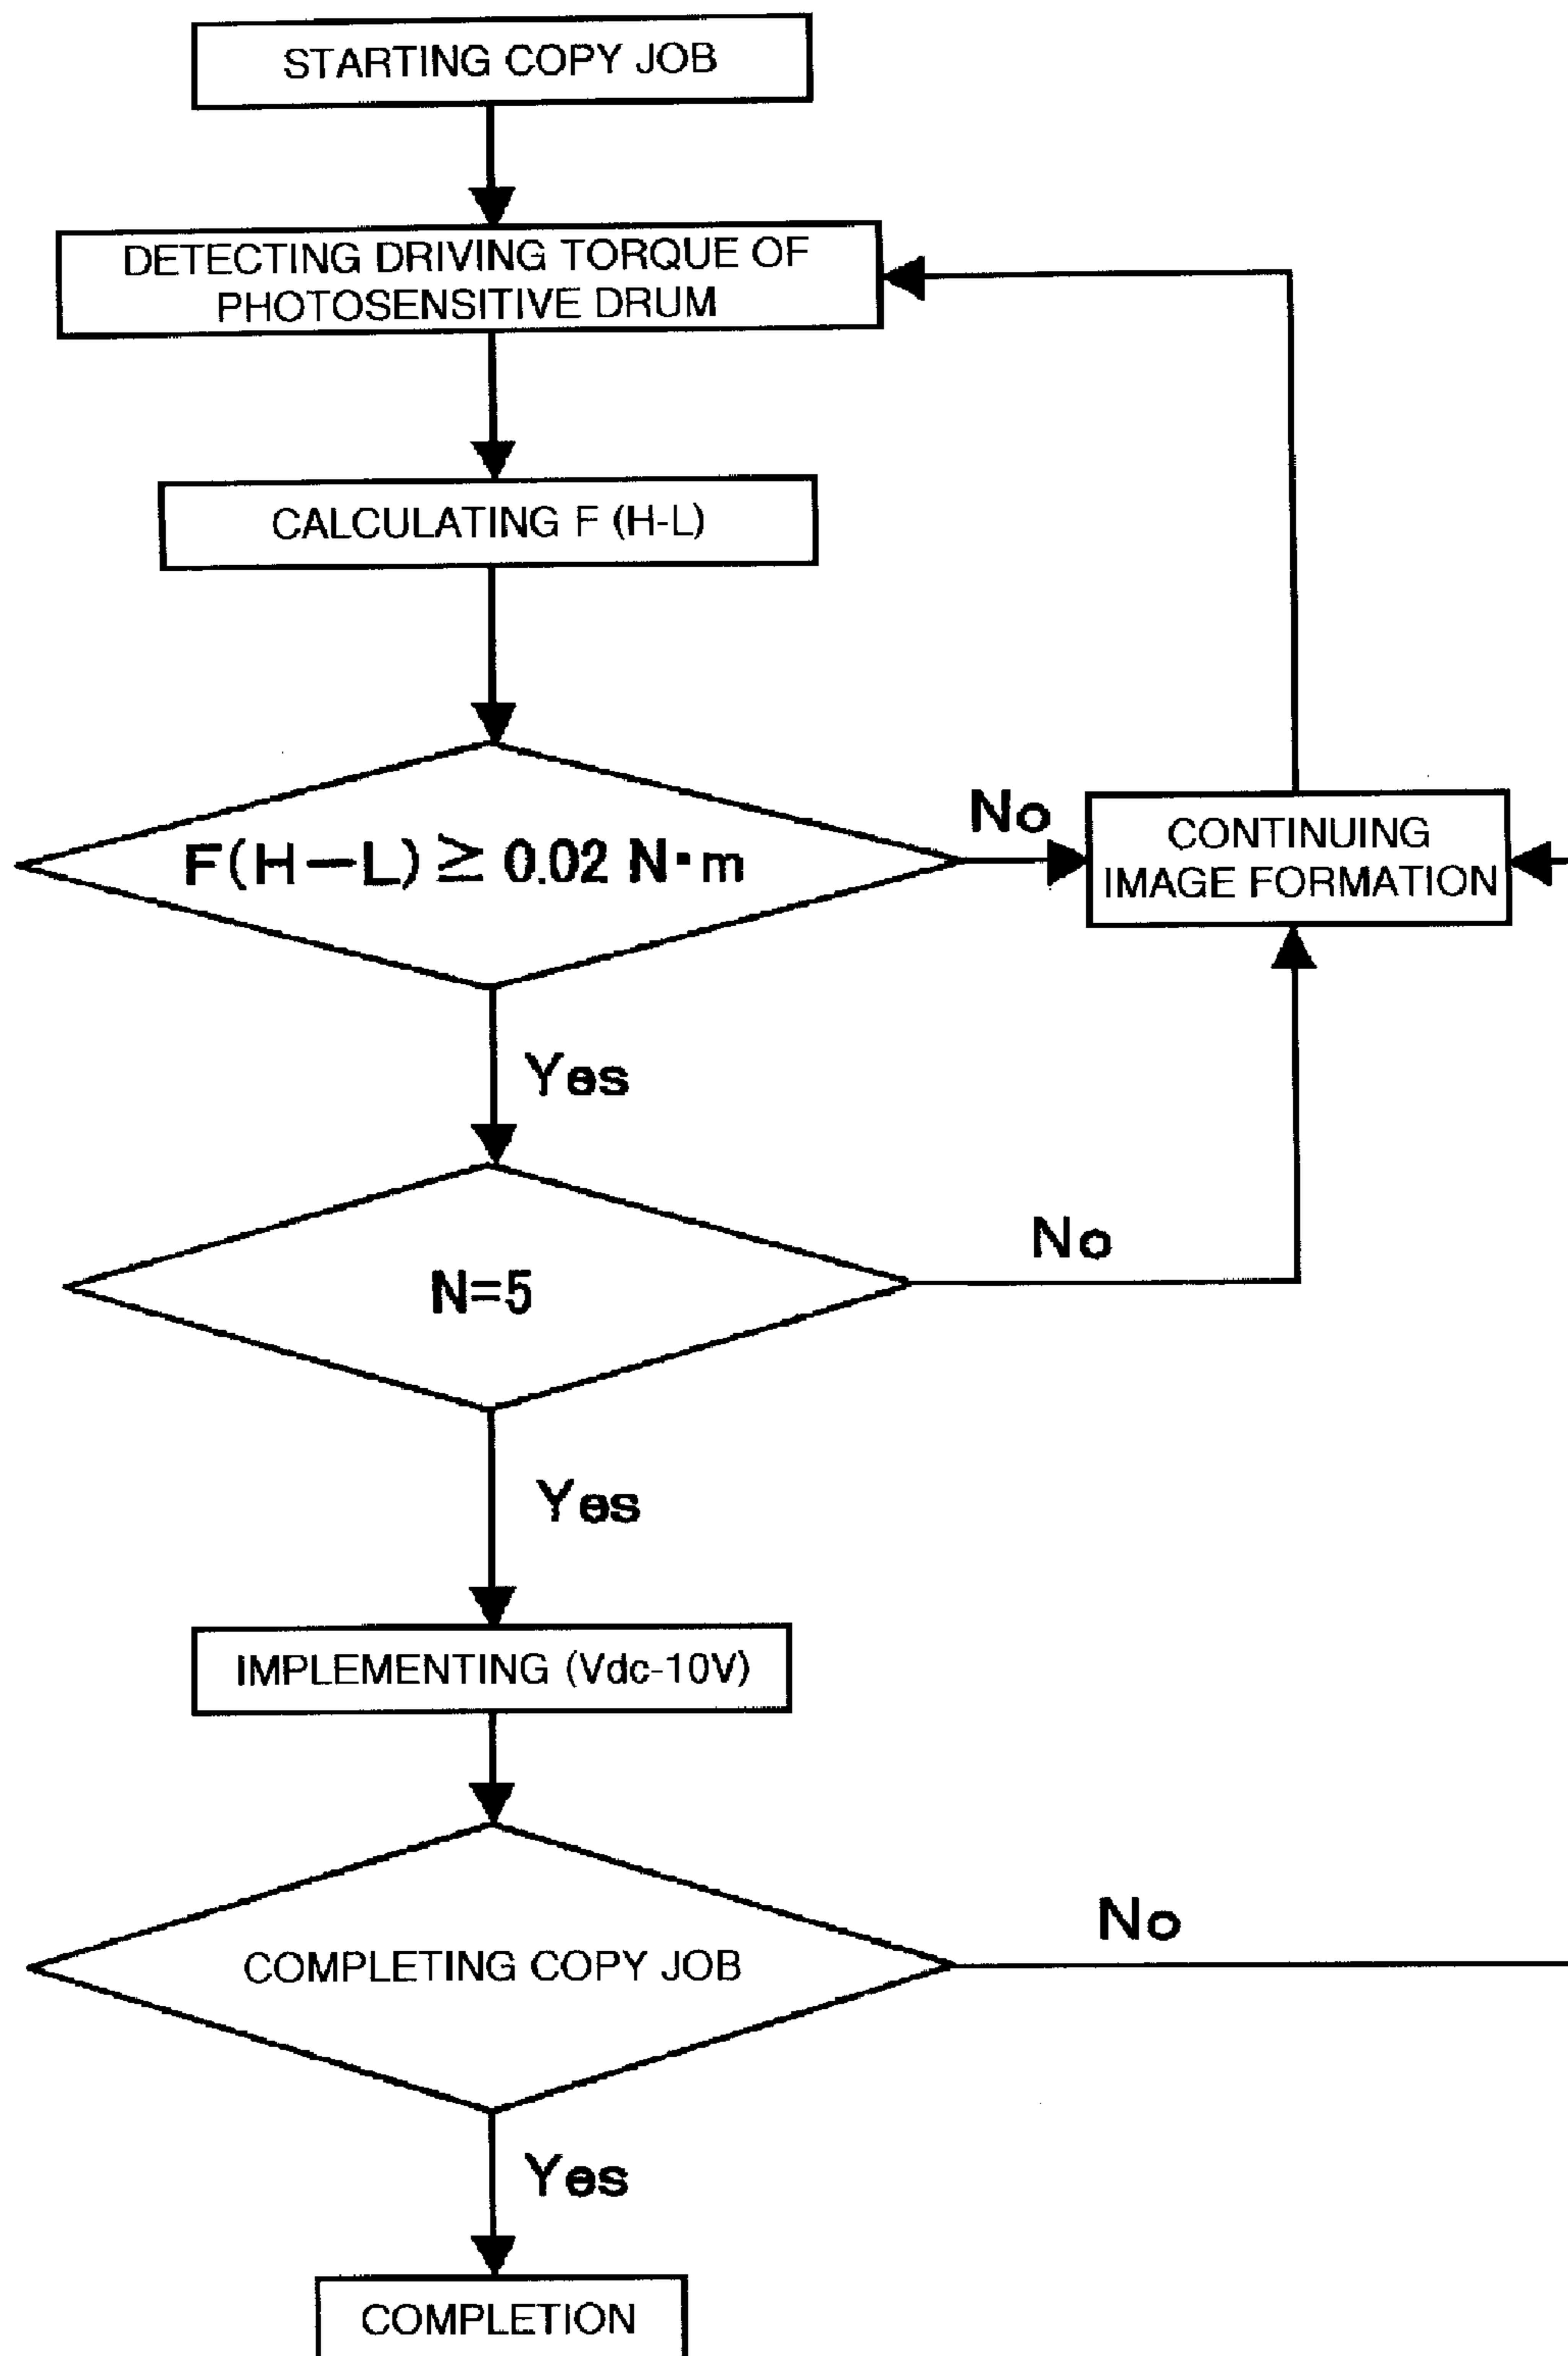 STARTING COPY JOB
DETECTING DRIVING TORQUE OF
PHOTOSENSITIVE DRUM
CALCULATING F (H-L)
F(H-L) ≧ 0.02 N·m
No
CONTINUING
IMAGE FORMATION
Yes
N=5
No
Yes
IMPLEMENTING (Vdc-10V)
COMPLETING COPY JOB
No
Yes
COMPLETION